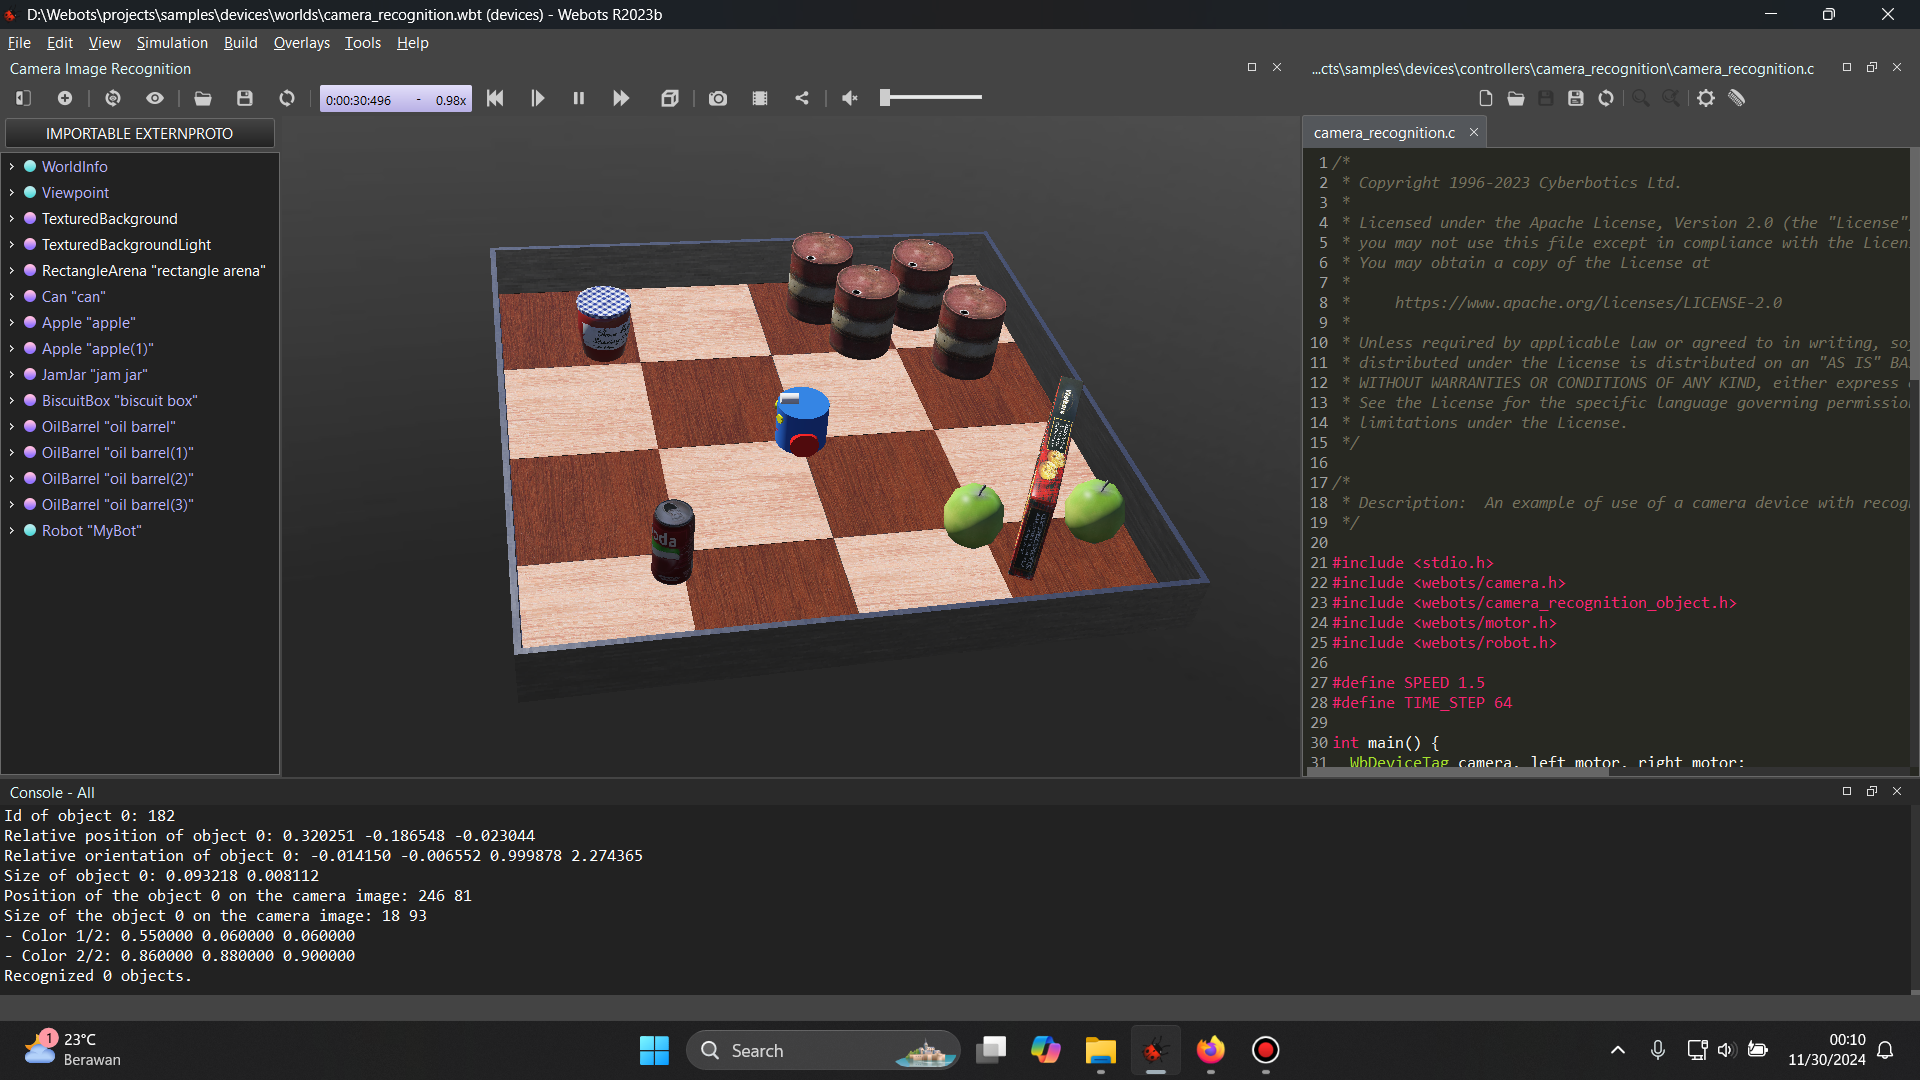 D:\Webots\projects\samples\devices\worlds\camera_recognition.wbt (devices) - Webots R2023b
File Edit View Simulation Build Overlays Tools Help
Camera Image Recognition
0:00:30:496 - 0.98x
IMPORTABLE EXTERNPROTO
WorldInfo
Viewpoint
TexturedBackground
TexturedBackgroundLight
RectangleArena "rectangle arena"
Can "can"
Apple "apple"
Apple "apple(1)"
JamJar "jam jar"
BiscuitBox "biscuit box"
OilBarrel "oil barrel"
OilBarrel "oil barrel(1)"
OilBarrel "oil barrel(2)"
OilBarrel "oil barrel(3)"
Robot "MyBot"
Webots
oda
...cts\samples\devices\controllers\camera_recognition\camera_recognition.c
camera_recognition.c
1 /*
2 * Copyright 1996-2023 Cyberbotics Ltd.
3 *
4 * Licensed under the Apache License, Version 2.0 (the "License"
5 * you may not use this file except in compliance with the Licen
6 * You may obtain a copy of the License at
7 *
8 * https://www.apache.org/licenses/LICENSE-2.0
9 *
10 * Unless required by applicable law or agreed to in writing, so
11 * distributed under the License is distributed on an "AS IS" BA
12 * WITHOUT WARRANTIES OR CONDITIONS OF ANY KIND, either express
13 * See the License for the specific language governing permissio
14 * limitations under the License.
15 */
16
17 /*
18 * Description: An example of use of a camera device with recog
19 */
20
21 #include <stdio.h>
22 #include <webots/camera.h>
23 #include <webots/camera_recognition_object.h>
24 #include <webots/motor.h>
25 #include <webots/robot.h>
26
27 #define SPEED 1.5
28 #define TIME_STEP 64
29
30 int main() {
31 WbDeviceTag camera, left_motor, right_motor;
Console - All
Id of object 0: 182
Relative position of object 0: 0.320251 -0.186548 -0.023044
Relative orientation of object 0: -0.014150 -0.006552 0.999878 2.274365
Size of object 0: 0.093218 0.008112
Position of the object 0 on the camera image: 246 81
Size of the object 0 on the camera image: 18 93
- Color 1/2: 0.550000 0.060000 0.060000
- Color 2/2: 0.860000 0.880000 0.900000
Recognized 0 objects.
1
23°C
Berawan
Search
00:10
11/30/2024